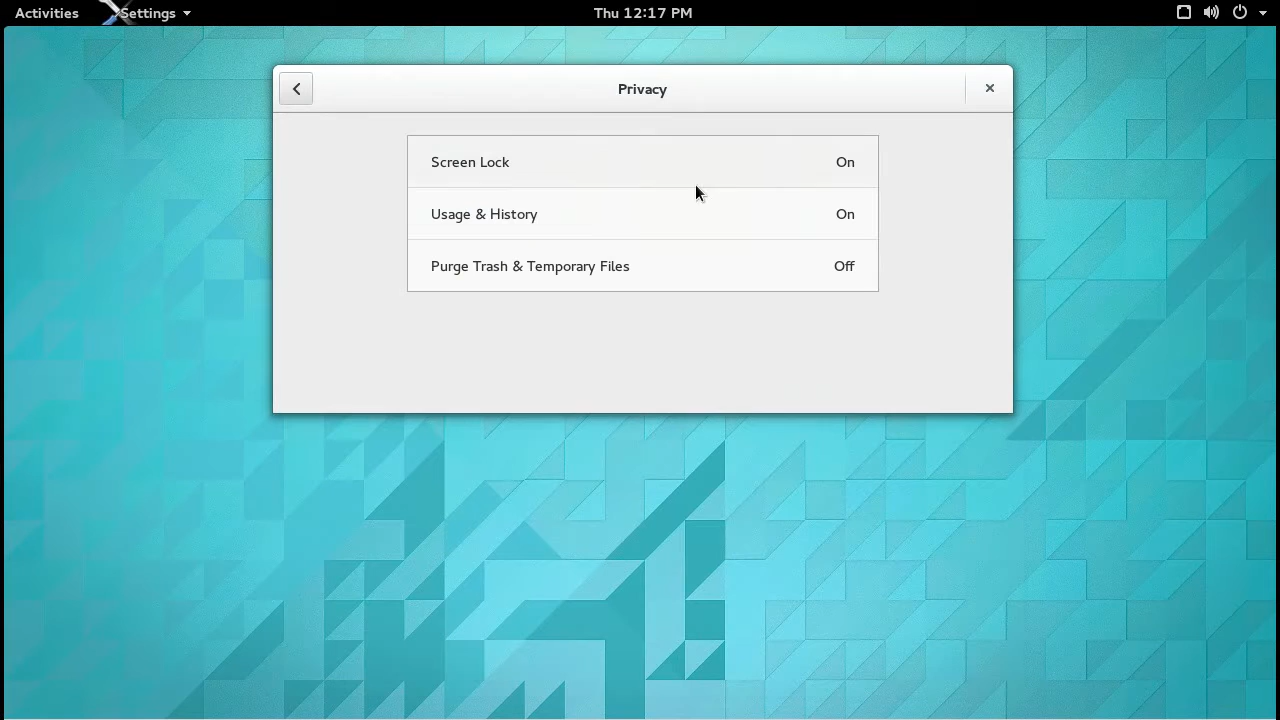 Activities Settings Thu 12:17 PM
Privacy
Screen Lock On
Usage & History On
Purge Trash & Temporary Files Off